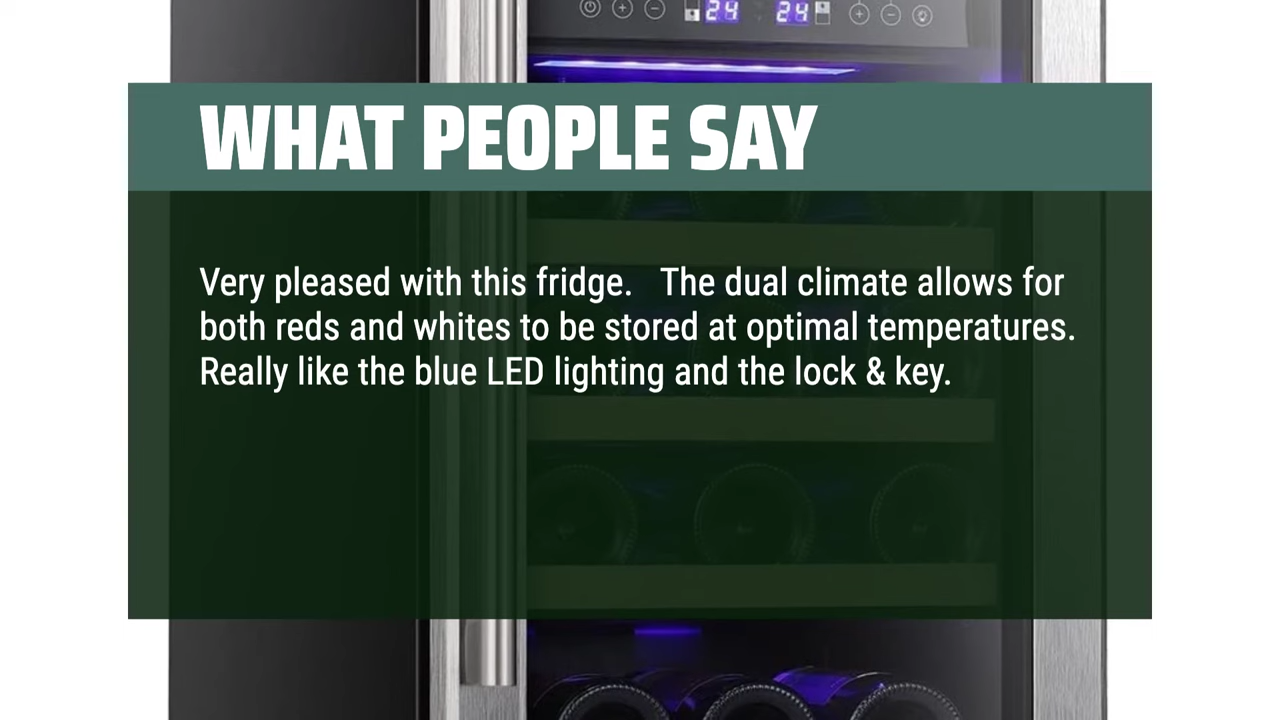 24 24
WHAT PEOPLE SAY
Very pleased with this fridge.   The dual climate allows for
both reds and whites to be stored at optimal temperatures.
Really like the blue LED lighting and the lock & key.